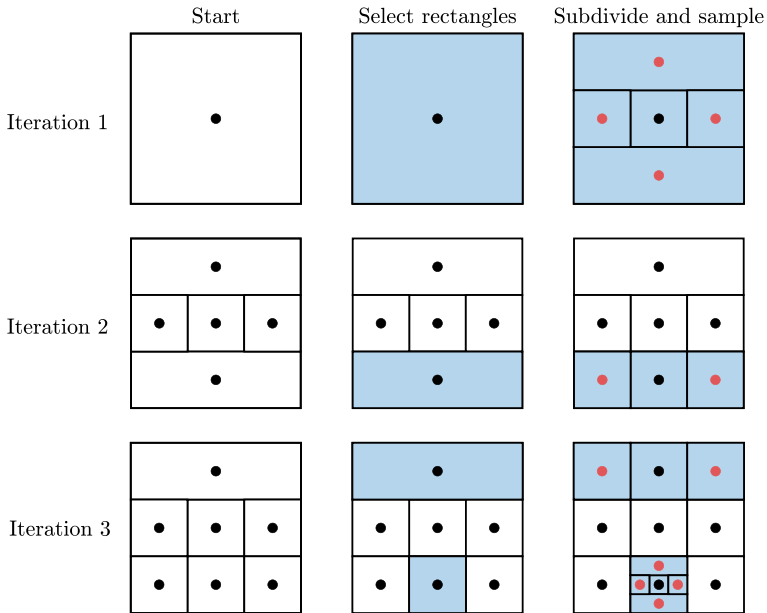 Start
Select rectangles
Subdivide and sample
Iteration 1
Iteration 2
Iteration 3